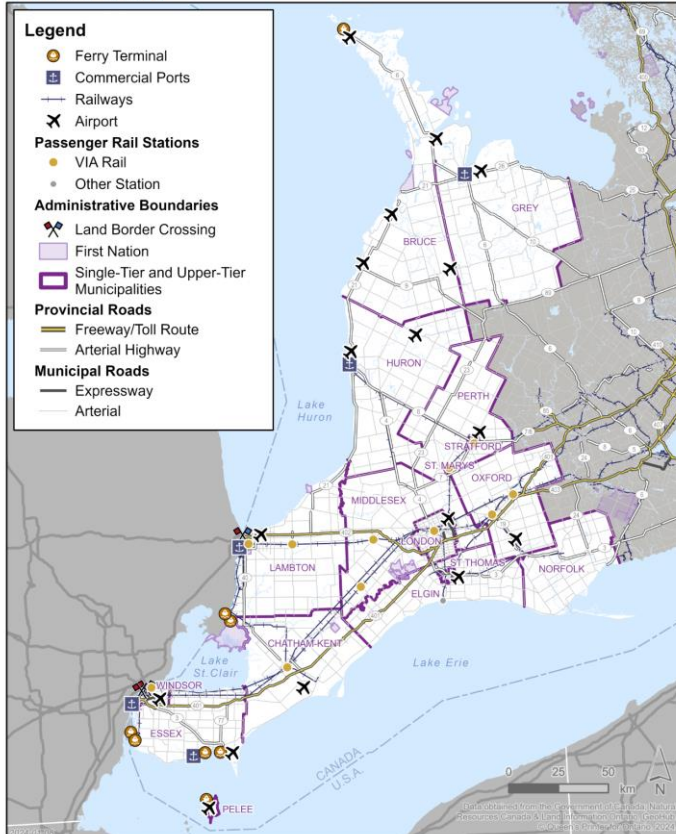 Legend
Ferry Terminal
Commercial Ports
Railways
Airport
Passenger Rail Stations
VIA Rail
Other Station
Administrative Boundaries
Land Border Crossing
First Nation
Single-Tier and Upper-Tier
Municipalities
Provincial Roads
Freeway/Toll Route
Arterial Highway
Municipal Roads
Expressway
Arterial
GREY
BRUCE
HURON
Lake
Huron
PERTH
STRATFORD
ST. MARYS
OXFORD
MIDDLESEX
LONDON
LAMBTON
ST THOMAS
NORFOLK
ELGIN
CHATHAM-KENT
Lake
St.Clair
Lake Erie
WINDSOR
ESSEX
CANADA
U.S.A.
PELEE
0 25 50
km
N
Data obtained from the Government of Canada (Natural
Resources Canada & Land Information Ontario, GeoHub)